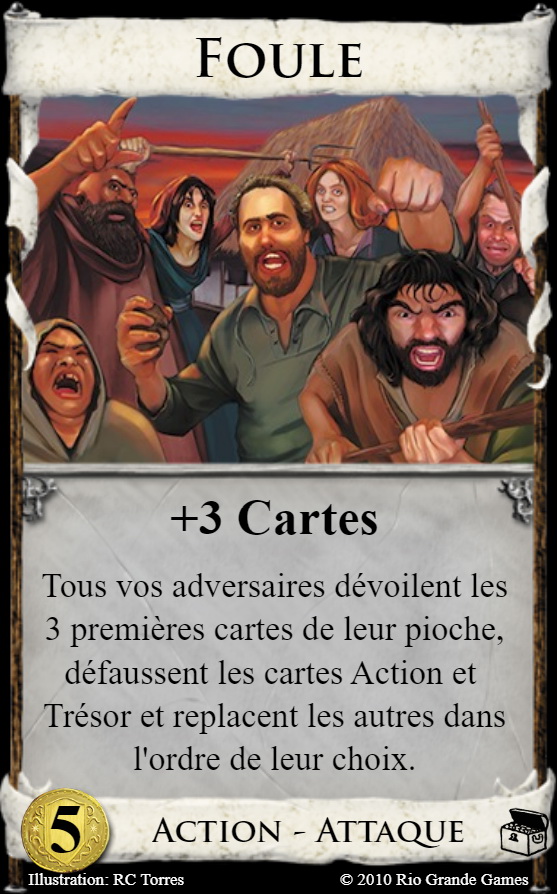 Foule
+3 Cartes
Tous vos adversaires dévoilent les
3 premières cartes de leur pioche,
défaussent les cartes Action et
Trésor et replacent les autres dans
l'ordre de leur choix.
5 Action - Attaque
Illustration: RC Torres © 2010 Rio Grande Games